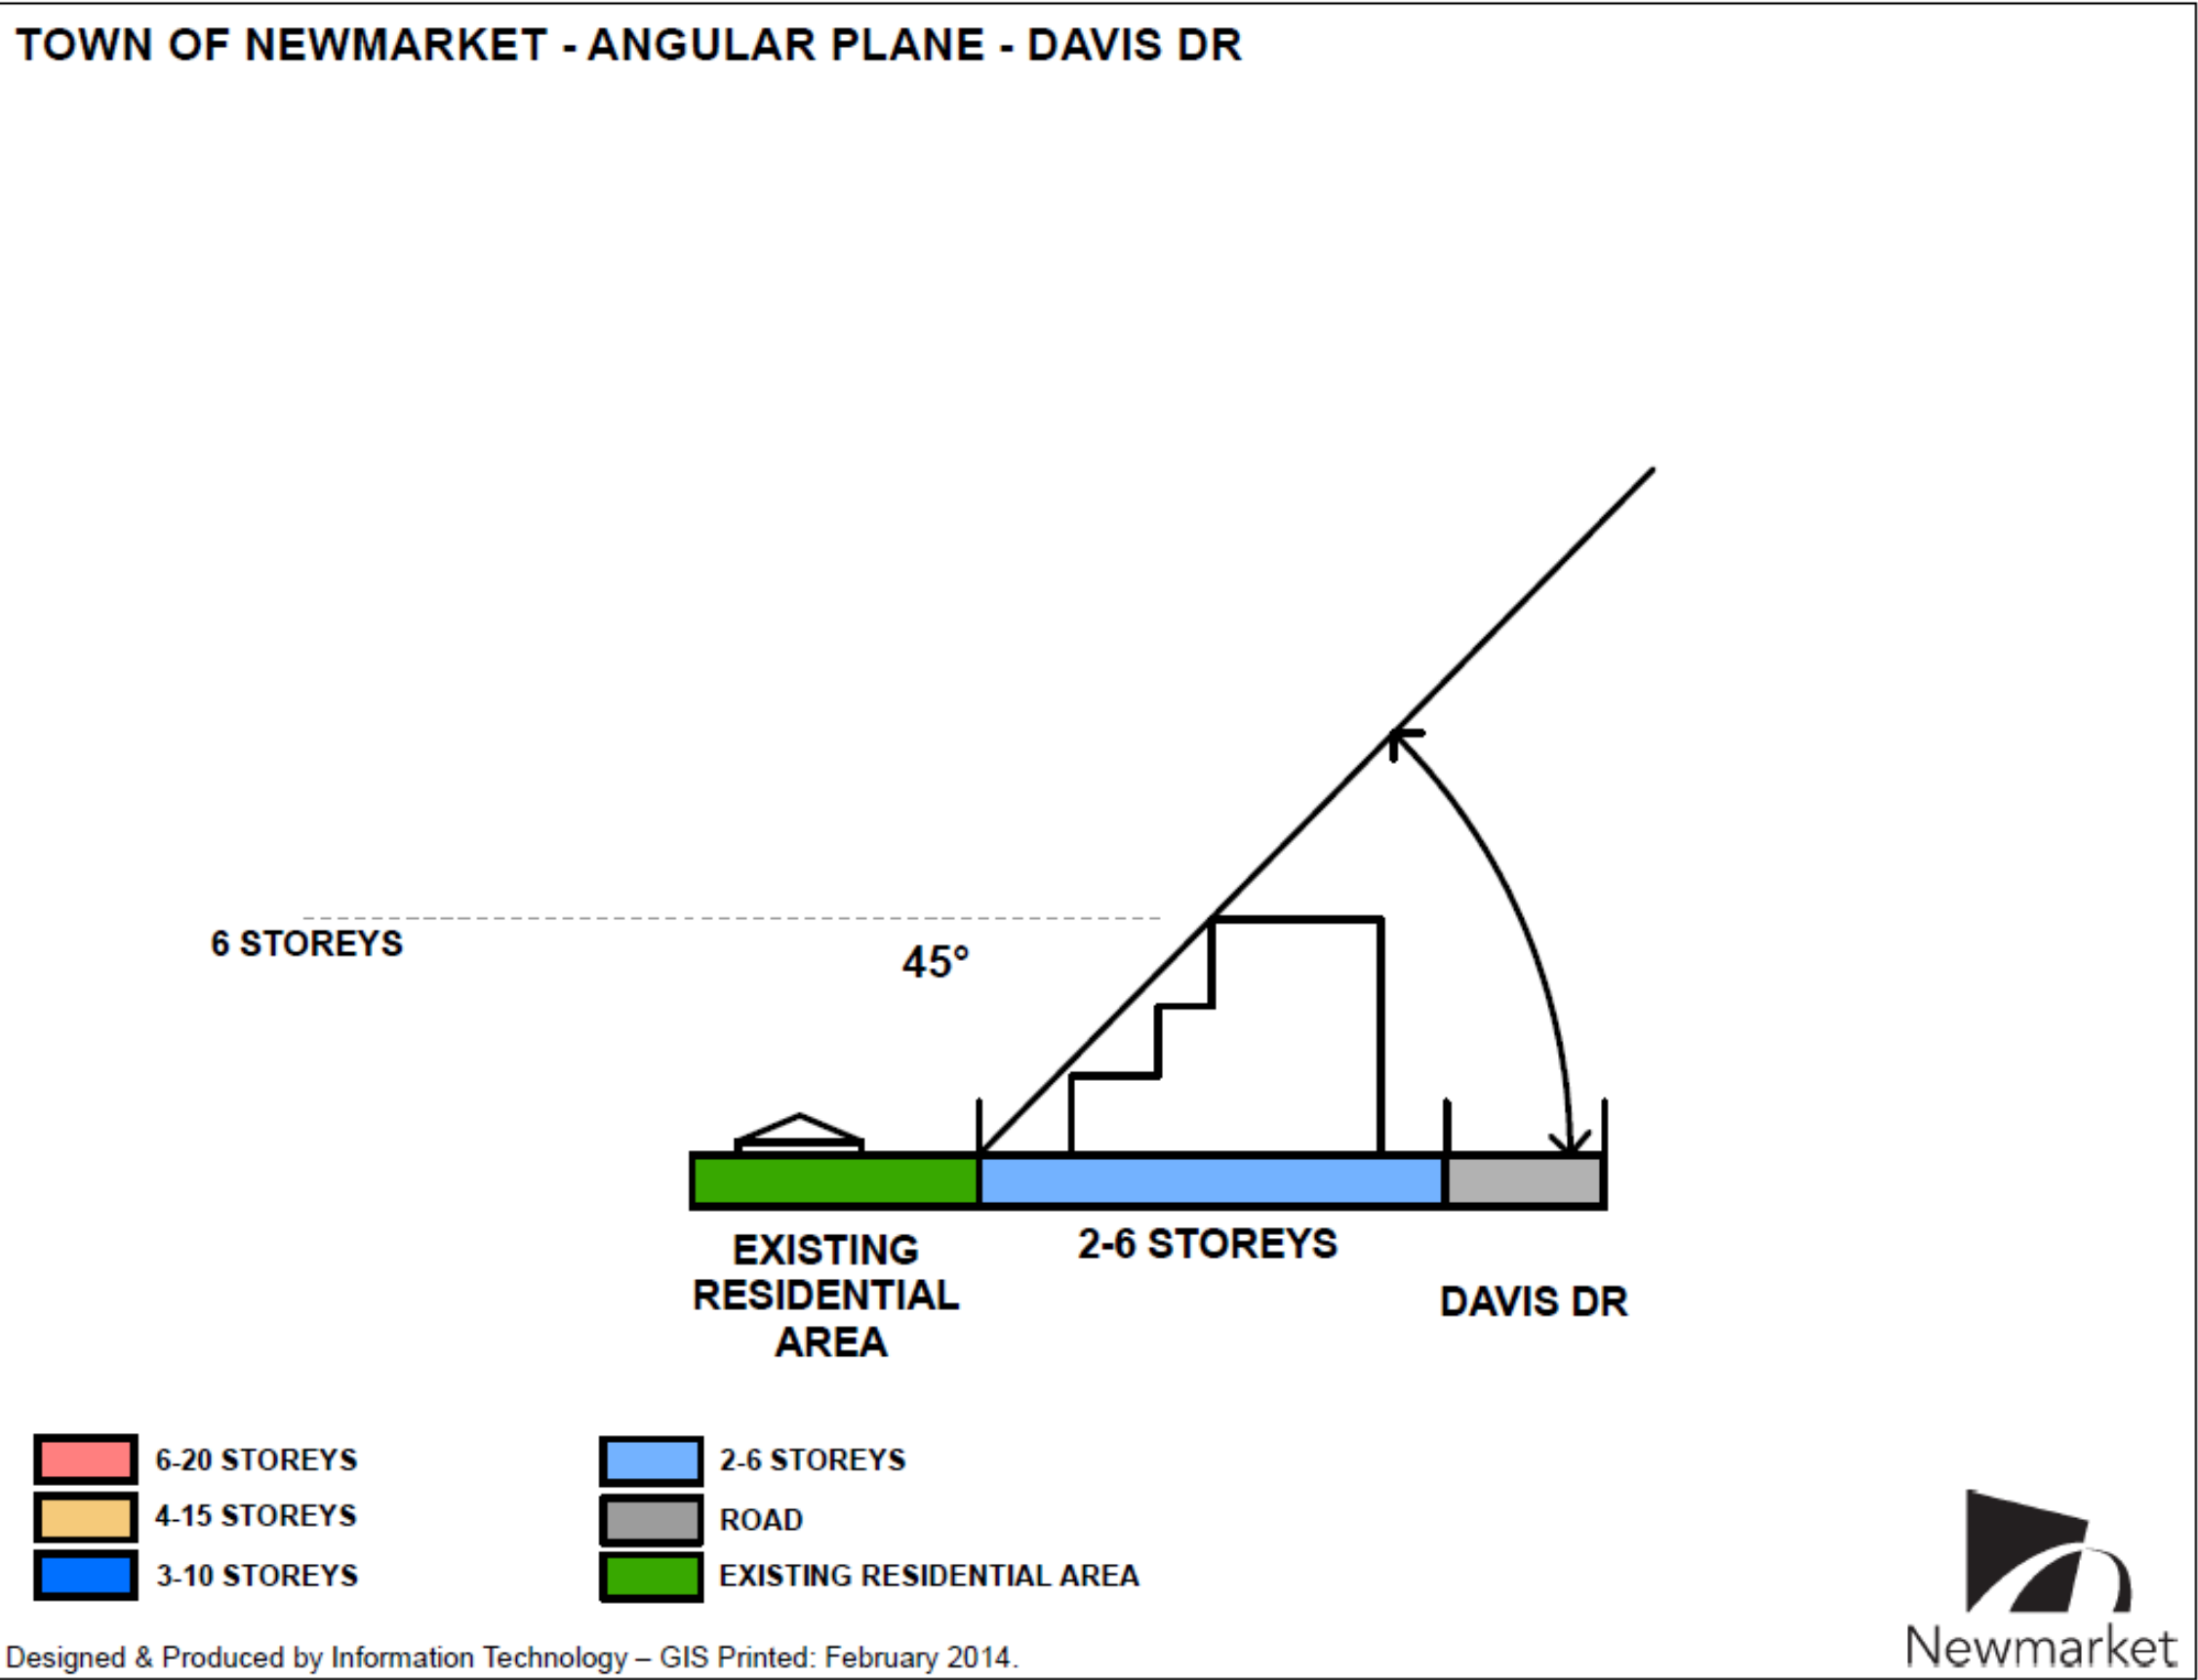 TOWN OF NEWMARKET - ANGULAR PLANE - DAVIS DR
6 STOREYS
45°
EXISTING
RESIDENTIAL
AREA
2-6 STOREYS
DAVIS DR
6-20 STOREYS
4-15 STOREYS
3-10 STOREYS
2-6 STOREYS
ROAD
EXISTING RESIDENTIAL AREA
Newmarket
Designed & Produced by Information Technology – GIS Printed: February 2014.